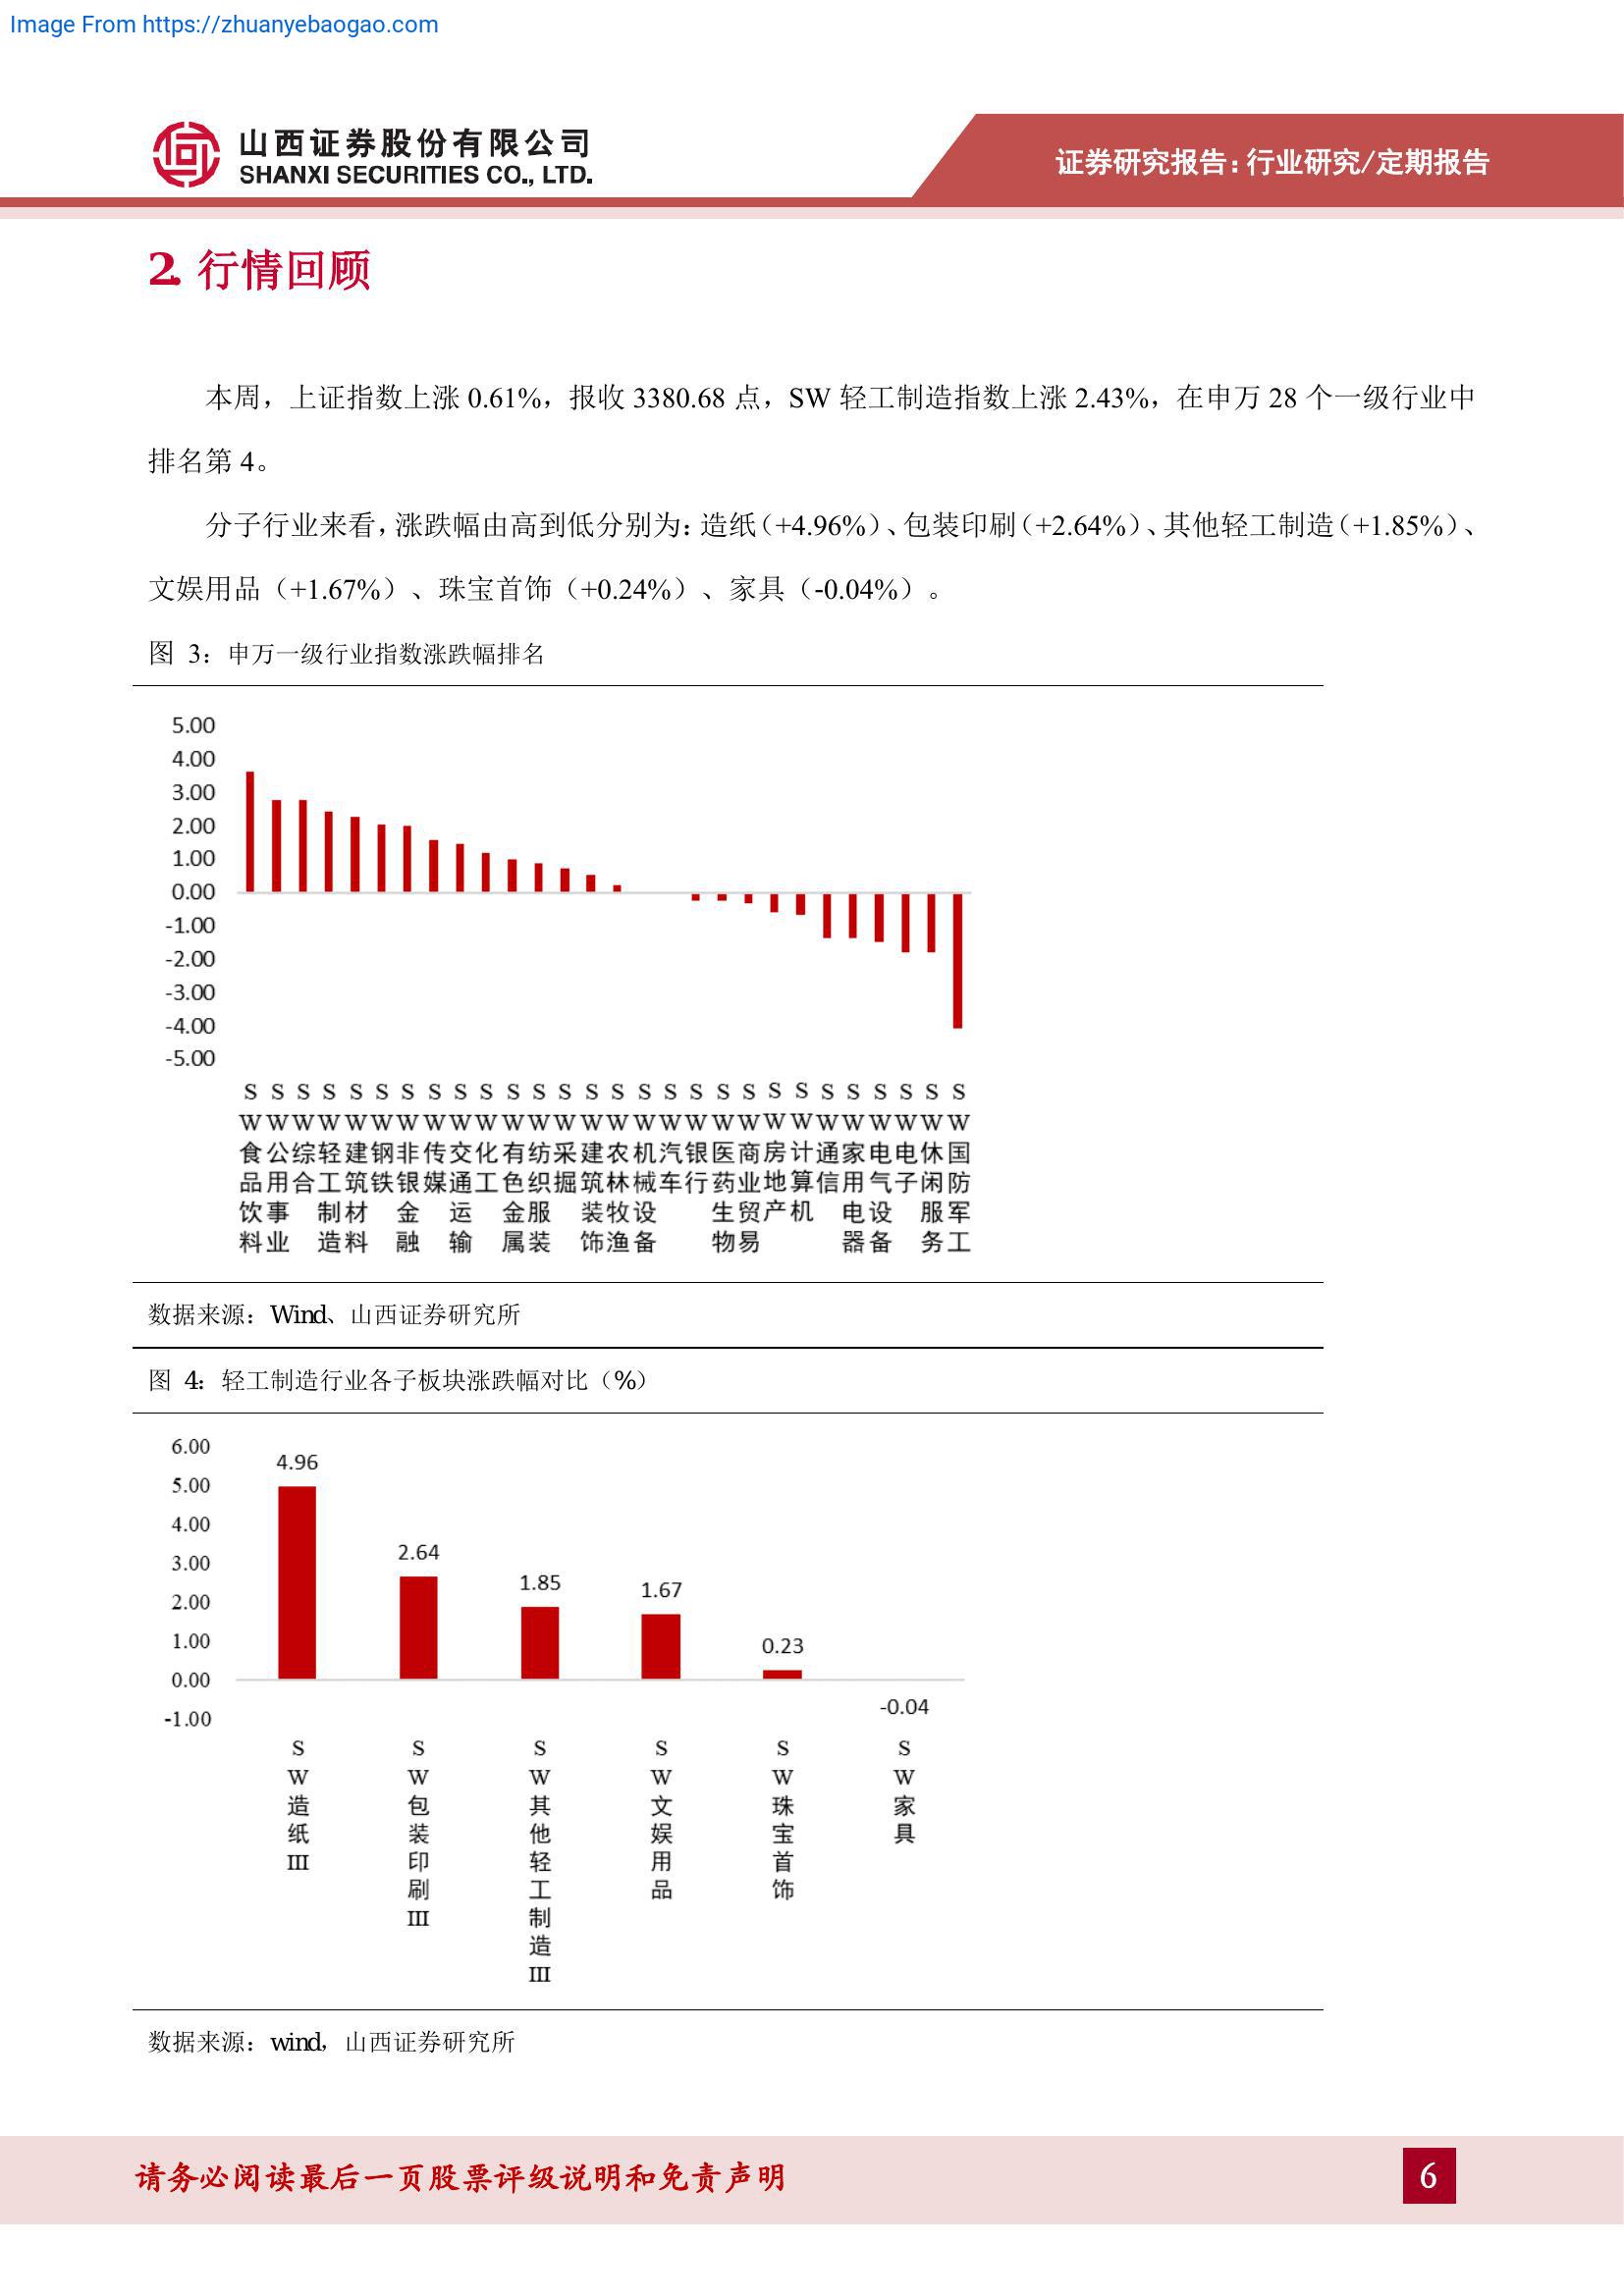 Image From https://zhuanyebaogao.com
山西证券股份有限公司
SHANXI SECURITIES CO., LTD.
证券研究报告:行业研究/定期报告
2. 行情回顾
本周，上证指数上涨 0.61%，报收 3380.68 点，SW 轻工制造指数上涨 2.43%，在申万 28 个一级行业中
排名第 4。
分子行业来看，涨跌幅由高到低分别为：造纸（+4.96%）、包装印刷（+2.64%）、其他轻工制造（+1.85%）、
文娱用品（+1.67%）、珠宝首饰（+0.24%）、家具（-0.04%）。
图 3：申万一级行业指数涨跌幅排名
5.00
4.00
3.00
2.00
1.00
0.00
-1.00
-2.00
-3.00
-4.00
-5.00
SW食品饮料
SW公用事业
SW综合
SW轻工制造
SW建筑材料
SW钢铁
SW非银金融
SW传媒
SW交通运输
SW化工
SW有色金属
SW纺织服装
SW采掘
SW建筑装饰
SW农林牧渔
SW机械设备
SW汽车
SW银行
SW医药生物
SW商业贸易
SW房地产
SW计算机
SW通信
SW家用电器
SW电气设备
SW电子
SW休闲服务
SW国防军工
数据来源：Wind、山西证券研究所
图 4：轻工制造行业各子板块涨跌幅对比（%）
6.00
5.00
4.00
3.00
2.00
1.00
0.00
-1.00
4.96
2.64
1.85
1.67
0.23
-0.04
SW造纸III
SW包装印刷III
SW其他轻工制造III
SW文娱用品
SW珠宝首饰
SW家具
数据来源：wind，山西证券研究所
请务必阅读最后一页股票评级说明和免责声明
6